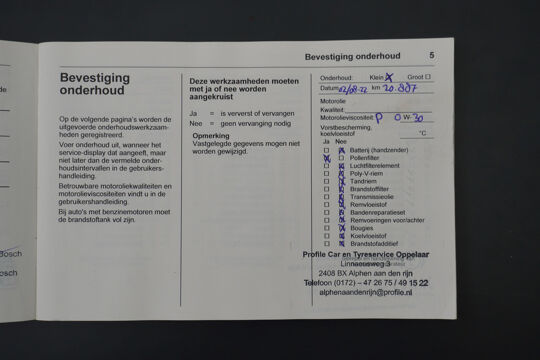 Bevestiging onderhoud 5
Bevestiging
onderhoud
Op de volgende pagina's worden de
uitgevoerde onderhoudswerkzaam-
heden geregistreerd.
Voer onderhoud uit, wanneer het
service-display dat aangeeft, maar
niet later dan de vermelde onder-
houdsintervallen in de gebruikers-
handleiding.
Betrouwbare motoroliekwaliteiten en
motorolieviscositeiten vindt u in de
gebruikershandleiding.
Bij auto's met benzinemotoren moet
de brandstoftank vol zijn.
Deze werkzaamheden moeten
met ja of nee worden
aangekruist
Ja = is ververst of vervangen
Nee = geen vervanging nodig
Opmerking
Vastgelegde gegevens mogen niet
worden gewijzigd.
Onderhoud: Klein X Groot
Datum 02/08-22 km 20.807
Motorolie
Kwaliteit:
Motorolieviscositeit: P 0 W- 30
Vorstbescherming,
koelvloeistof °C
Ja Nee
Batterij (handzender)
Pollenfilter
Luchtfilterelement
Poly-V-riem
Tandriem
Brandstoffilter
Transmissieolie
Remvloeistof
Bandenreparatieset
Remvoeringen voor/achter
Bougies
Koelvloeistof
Brandstofadditief
Profile Car en Tyreservice Oppelaar
Linnaeusweg 3
2408 BX Alphen aan den rijn
Telefoon (0172) – 47 26 75 / 49 15 22
alphenaandenrijn@profile.nl
de
Bosch
osch